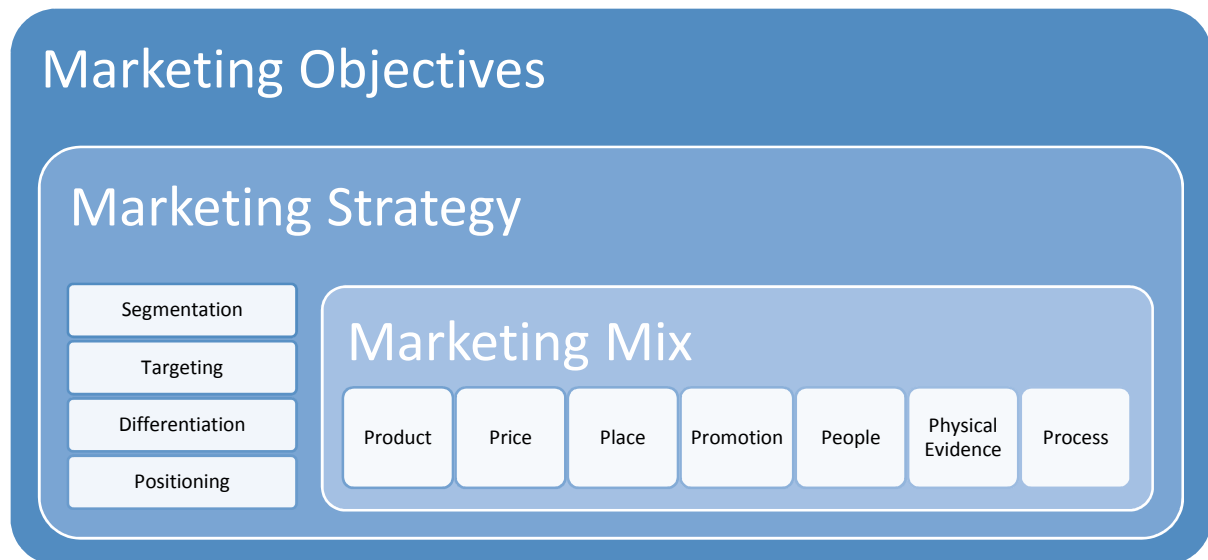 Marketing Objectives
Marketing Strategy
Segmentation
Targeting
Differentiation
Positioning
Marketing Mix
Product
Price
Place
Promotion
People
Physical
Evidence
Process